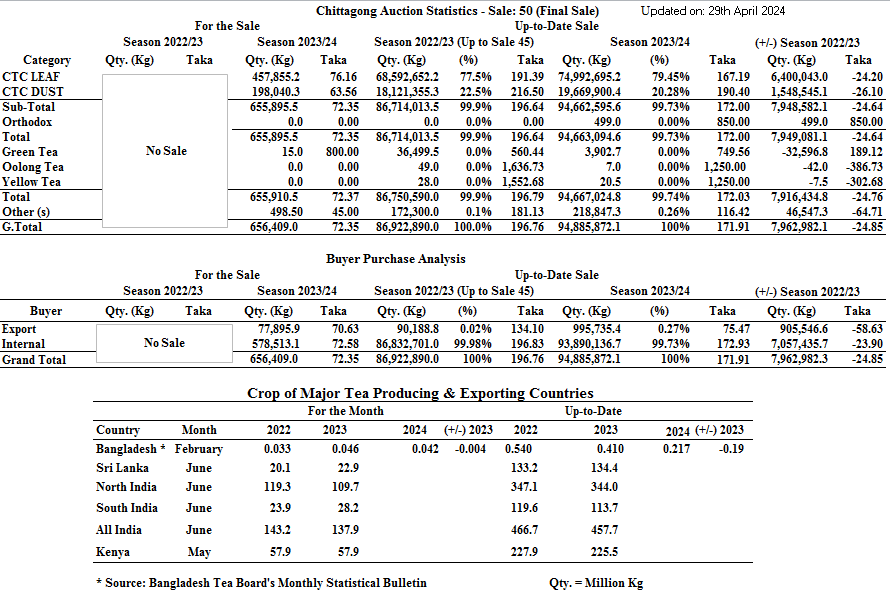 Chittagong Auction Statistics - Sale: 50 (Final Sale) Updated on: 29th April 2024
For the Sale Up-to-Date Sale
Season 2022/23 Season 2023/24 Season 2022/23 (Up to Sale 45) Season 2023/24 (+/-) Season 2022/23
Category Qty. (Kg) Taka Qty. (Kg) Taka Qty. (Kg) (%) Taka Qty. (Kg) (%) Taka Qty. (Kg) Taka
CTC LEAF 457,855.2 76.16 68,592,652.2 77.5% 191.39 74,992,695.2 79.45% 167.19 6,400,043.0 -24.20
CTC DUST 198,040.3 63.56 18,121,355.3 22.5% 216.50 19,669,900.4 20.28% 190.40 1,548,545.1 -26.10
Sub-Total 655,895.5 72.35 86,714,013.5 99.9% 196.64 94,662,595.6 99.73% 172.00 7,948,582.1 -24.64
Orthodox 0.0 0.00 0.0 0.0% 0.00 499.0 0.00% 850.00 499.0 850.00
Total 655,895.5 72.35 86,714,013.5 99.9% 196.64 94,663,094.6 99.73% 172.00 7,949,081.1 -24.64
Green Tea No Sale 15.0 800.00 36,499.5 0.0% 560.44 3,902.7 0.00% 749.56 -32,596.8 189.12
Oolong Tea 0.0 0.00 49.0 0.0% 1,636.73 7.0 0.00% 1,250.00 -42.0 -386.73
Yellow Tea 0.0 0.00 28.0 0.0% 1,552.68 20.5 0.00% 1,250.00 -7.5 -302.68
Total 655,910.5 72.37 86,750,590.0 99.9% 196.79 94,667,024.8 99.74% 172.03 7,916,434.8 -24.76
Other (s) 498.50 45.00 172,300.0 0.1% 181.13 218,847.3 0.26% 116.42 46,547.3 -64.71
G.Total 656,409.0 72.35 86,922,890.0 100.0% 196.76 94,885,872.1 100% 171.91 7,962,982.1 -24.85
Buyer Purchase Analysis
For the Sale Up-to-Date Sale
Season 2022/23 Season 2023/24 Season 2022/23 (Up to Sale 45) Season 2023/24 (+/-) Season 2022/23
Buyer Qty. (Kg) Taka Qty. (Kg) Taka Qty. (Kg) (%) Taka Qty. (Kg) (%) Taka Qty. (Kg) Taka
Export 77,895.9 70.63 90,188.8 0.02% 134.10 995,735.4 0.27% 75.47 905,546.6 -58.63
Internal No Sale 578,513.1 72.58 86,832,701.0 99.98% 196.83 93,890,136.7 99.73% 172.93 7,057,435.7 -23.90
Grand Total 656,409.0 72.35 86,922,890.0 100% 196.76 94,885,872.1 100% 171.91 7,962,982.3 -24.85
Crop of Major Tea Producing & Exporting Countries
For the Month Up-to-Date
Country Month 2022 2023 2024 (+/-) 2023 2022 2023 2024 (+/-) 2023
Bangladesh * February 0.033 0.046 0.042 -0.004 0.540 0.410 0.217 -0.19
Sri Lanka June 20.1 22.9 133.2 134.4
North India June 119.3 109.7 347.1 344.0
South India June 23.9 28.2 119.6 113.7
All India June 143.2 137.9 466.7 457.7
Kenya May 57.9 57.9 227.9 225.5
* Source: Bangladesh Tea Board's Monthly Statistical Bulletin Qty. = Million Kg